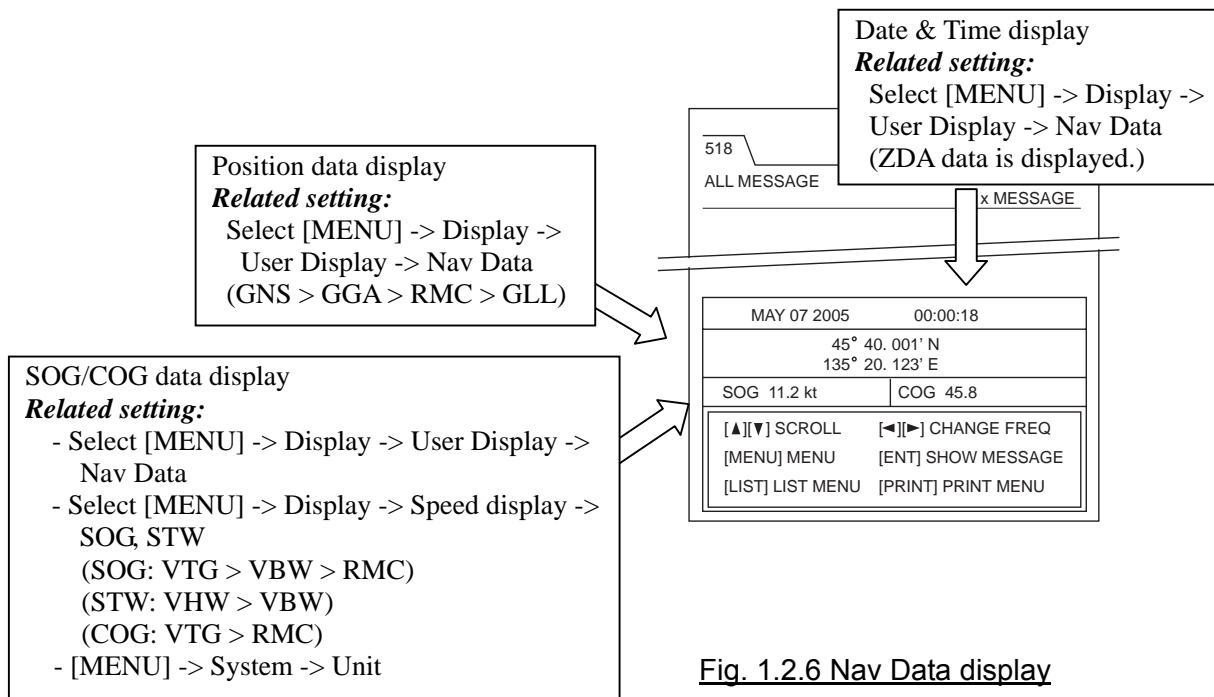 Date & Time display
Related setting:
Select [MENU] -> Display ->
User Display -> Nav Data
(ZDA data is displayed.)
Position data display
Related setting:
Select [MENU] -> Display ->
User Display -> Nav Data
(GNS > GGA > RMC > GLL)
SOG/COG data display
Related setting:
- Select [MENU] -> Display -> User Display ->
Nav Data
- Select [MENU] -> Display -> Speed display ->
SOG, STW
(SOG: VTG > VBW > RMC)
(STW: VHW > VBW)
(COG: VTG > RMC)
- [MENU] -> System -> Unit
518
ALL MESSAGE
x MESSAGE
MAY 07 2005 00:00:18
45° 40. 001' N
135° 20. 123' E
SOG 11.2 kt COG 45.8
[▲][▼] SCROLL [◄][►] CHANGE FREQ
[MENU] MENU [ENT] SHOW MESSAGE
[LIST] LIST MENU [PRINT] PRINT MENU
Fig. 1.2.6 Nav Data display